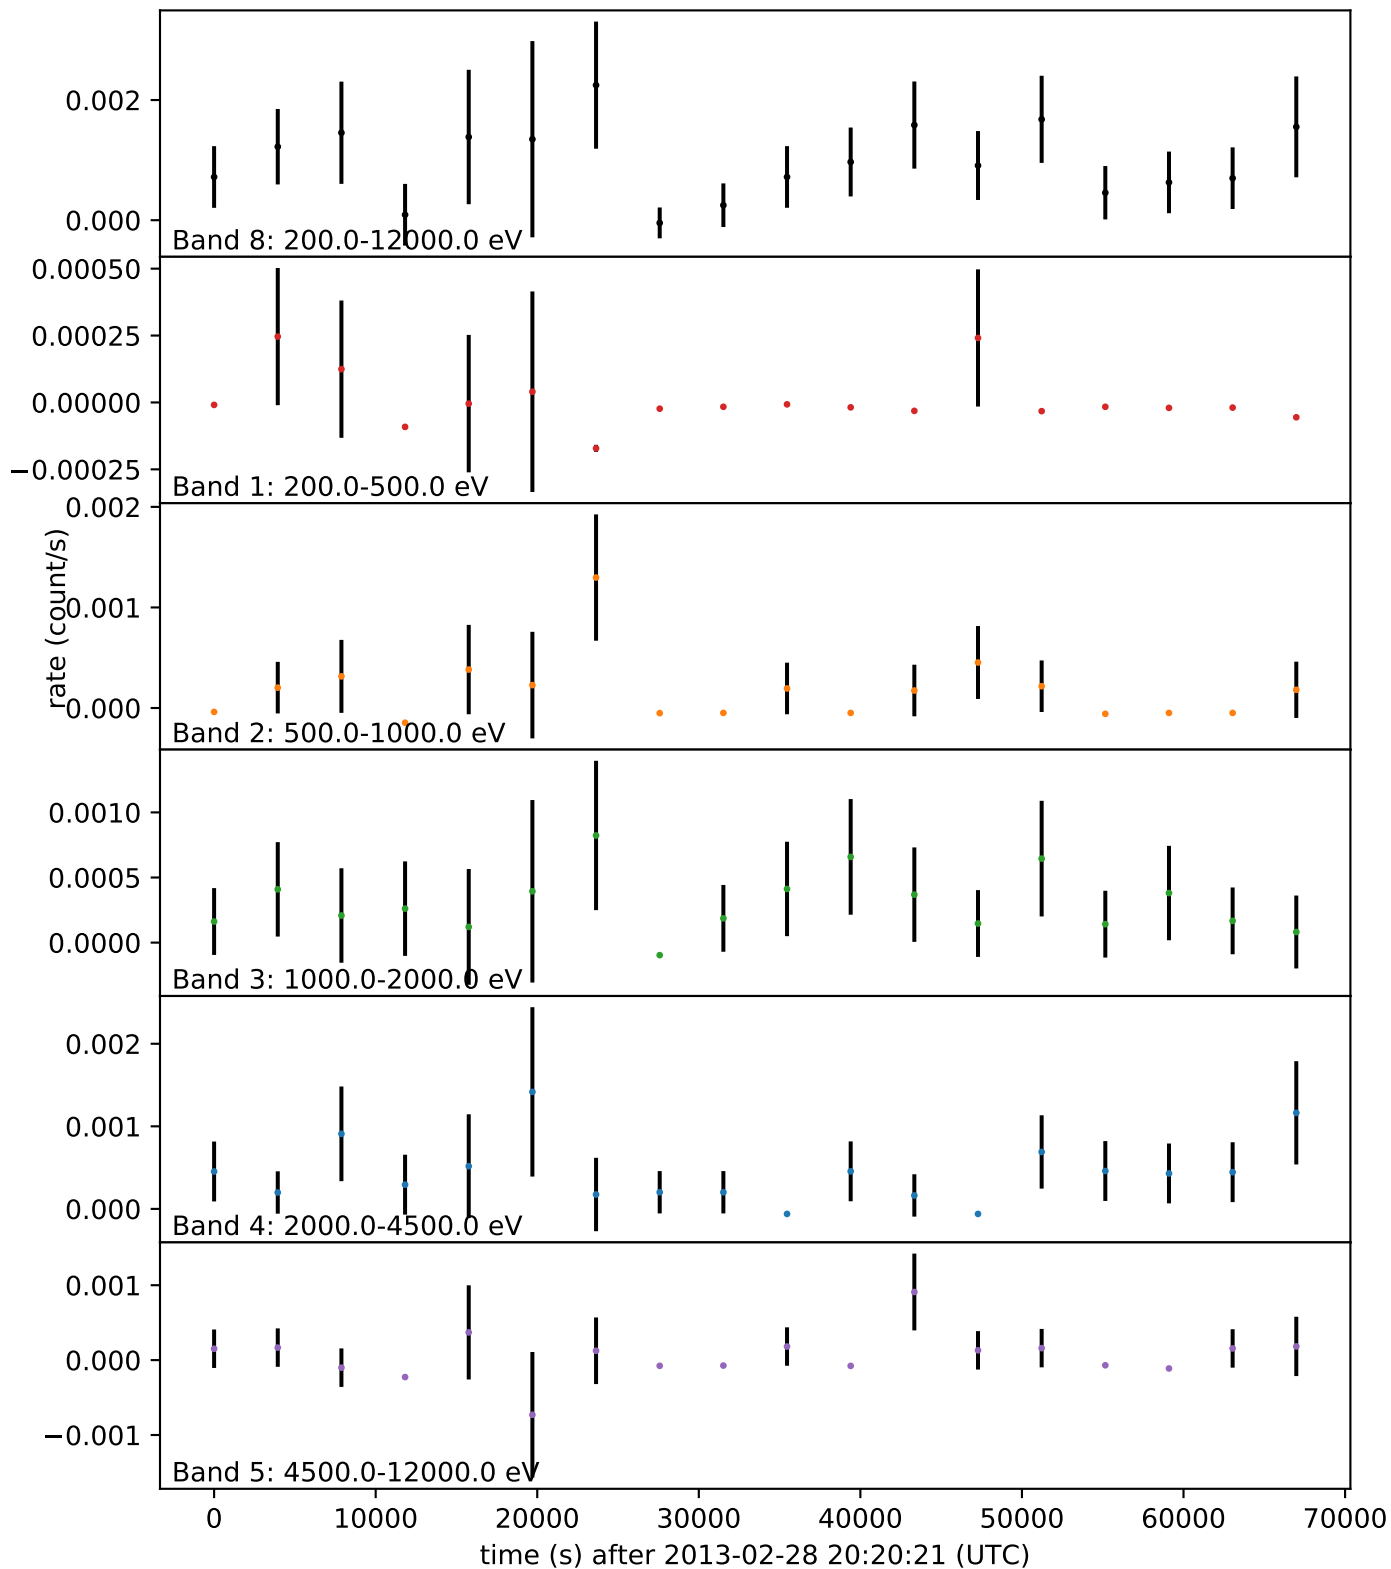 0.002
0.000
Band 8: 200.0-12000.0 eV
0.00050
0.00025
0.00000
−0.00025
Band 1: 200.0-500.0 eV
rate (count/s)
0.002
0.001
0.000
Band 2: 500.0-1000.0 eV
0.0010
0.0005
0.0000
Band 3: 1000.0-2000.0 eV
0.002
0.001
0.000
Band 4: 2000.0-4500.0 eV
0.001
0.000
−0.001
Band 5: 4500.0-12000.0 eV
0 10000 20000 30000 40000 50000 60000 70000
time (s) after 2013-02-28 20:20:21 (UTC)